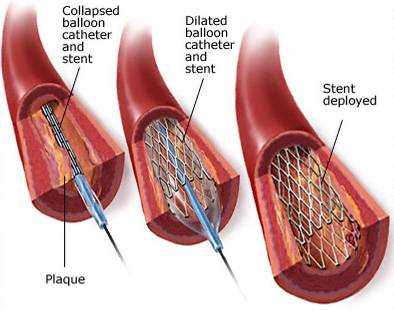 Collapsed
balloon
catheter
and
stent
Dilated
balloon
catheter
and
stent
Stent
deployed
Plaque